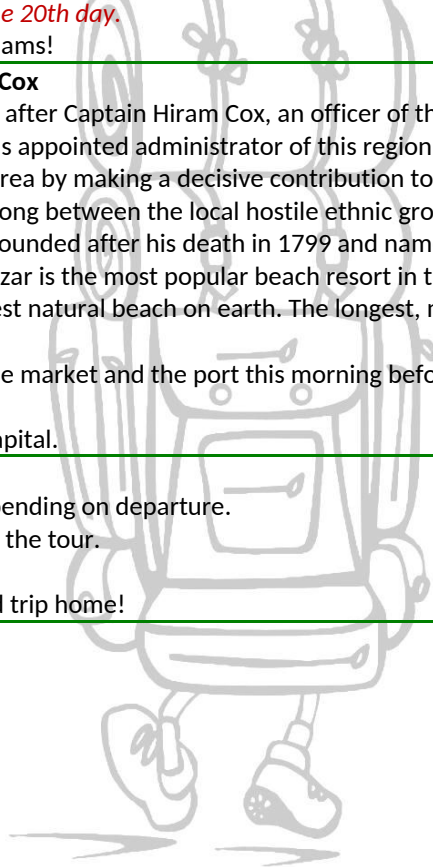 e 20th day.
ams!
Cox
after Captain Hiram Cox, an officer of th
s appointed administrator of this region
rea by making a decisive contribution to
ong between the local hostile ethnic gro
ounded after his death in 1799 and nam
zar is the most popular beach resort in t
est natural beach on earth. The longest, r
e market and the port this morning befo
apital.
pending on departure.
the tour.
d trip home!